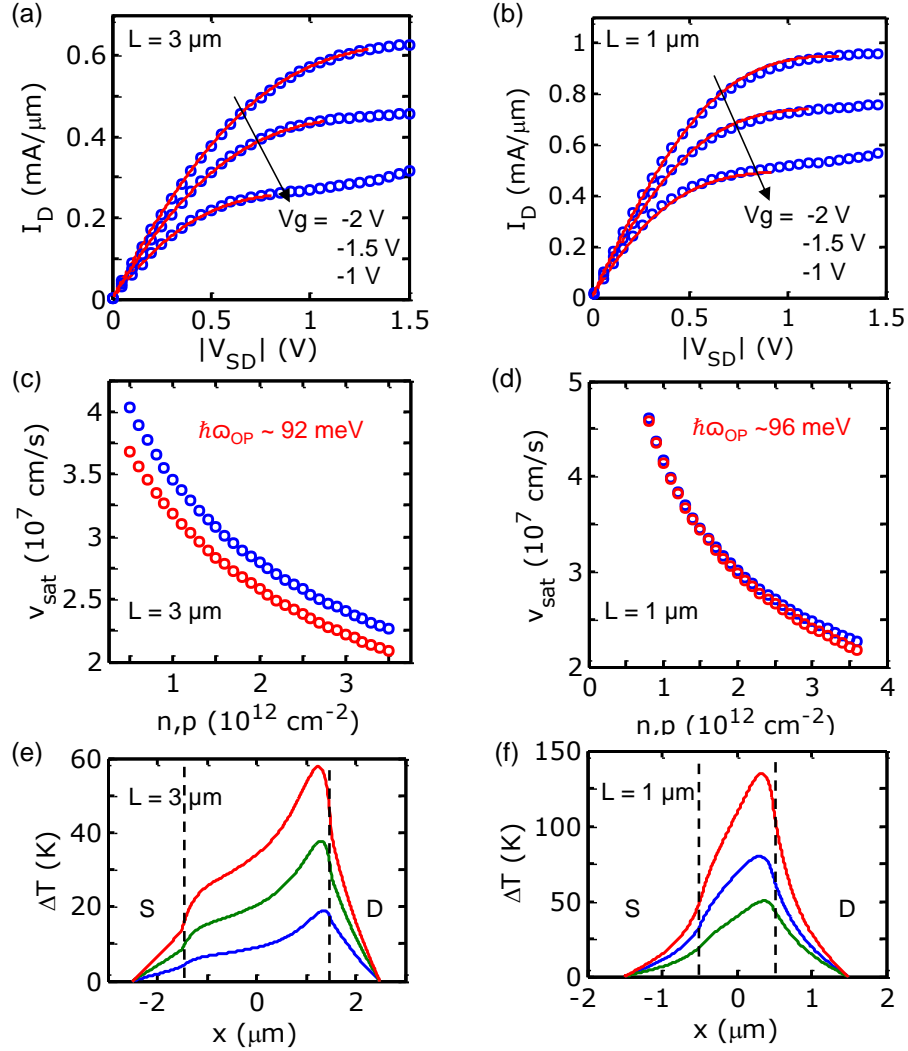 (a)
L = 3 μm
I_D (mA/μm)
0.6
0.4
0.2
0
Vg = -2 V
-1.5 V
-1 V
0 0.5 1.0 1.5
|V_SD| (V)
(b)
L = 1 μm
I_D (mA/μm)
1
0.8
0.6
0.4
0.2
0
Vg = -2 V
-1.5 V
-1 V
0 0.5 1.0 1.5
|V_SD| (V)
(c)
ℏϖ_OP ~ 92 meV
v_sat (10^7 cm/s)
4
3.5
3
2.5
2
L = 3 μm
1 2 3
n,p (10^12 cm^-2)
(d)
ℏϖ_OP ~96 meV
v_sat (10^7 cm/s)
5
4
3
2
L = 1 μm
0 1 2 3 4
n,p (10^12 cm^-2)
(e)
L = 3 μm
ΔT (K)
60
40
20
0
S
D
-2 0 2
x (μm)
(f)
L = 1 μm
ΔT (K)
150
100
50
0
S
D
-2 -1 0 1 2
x (μm)